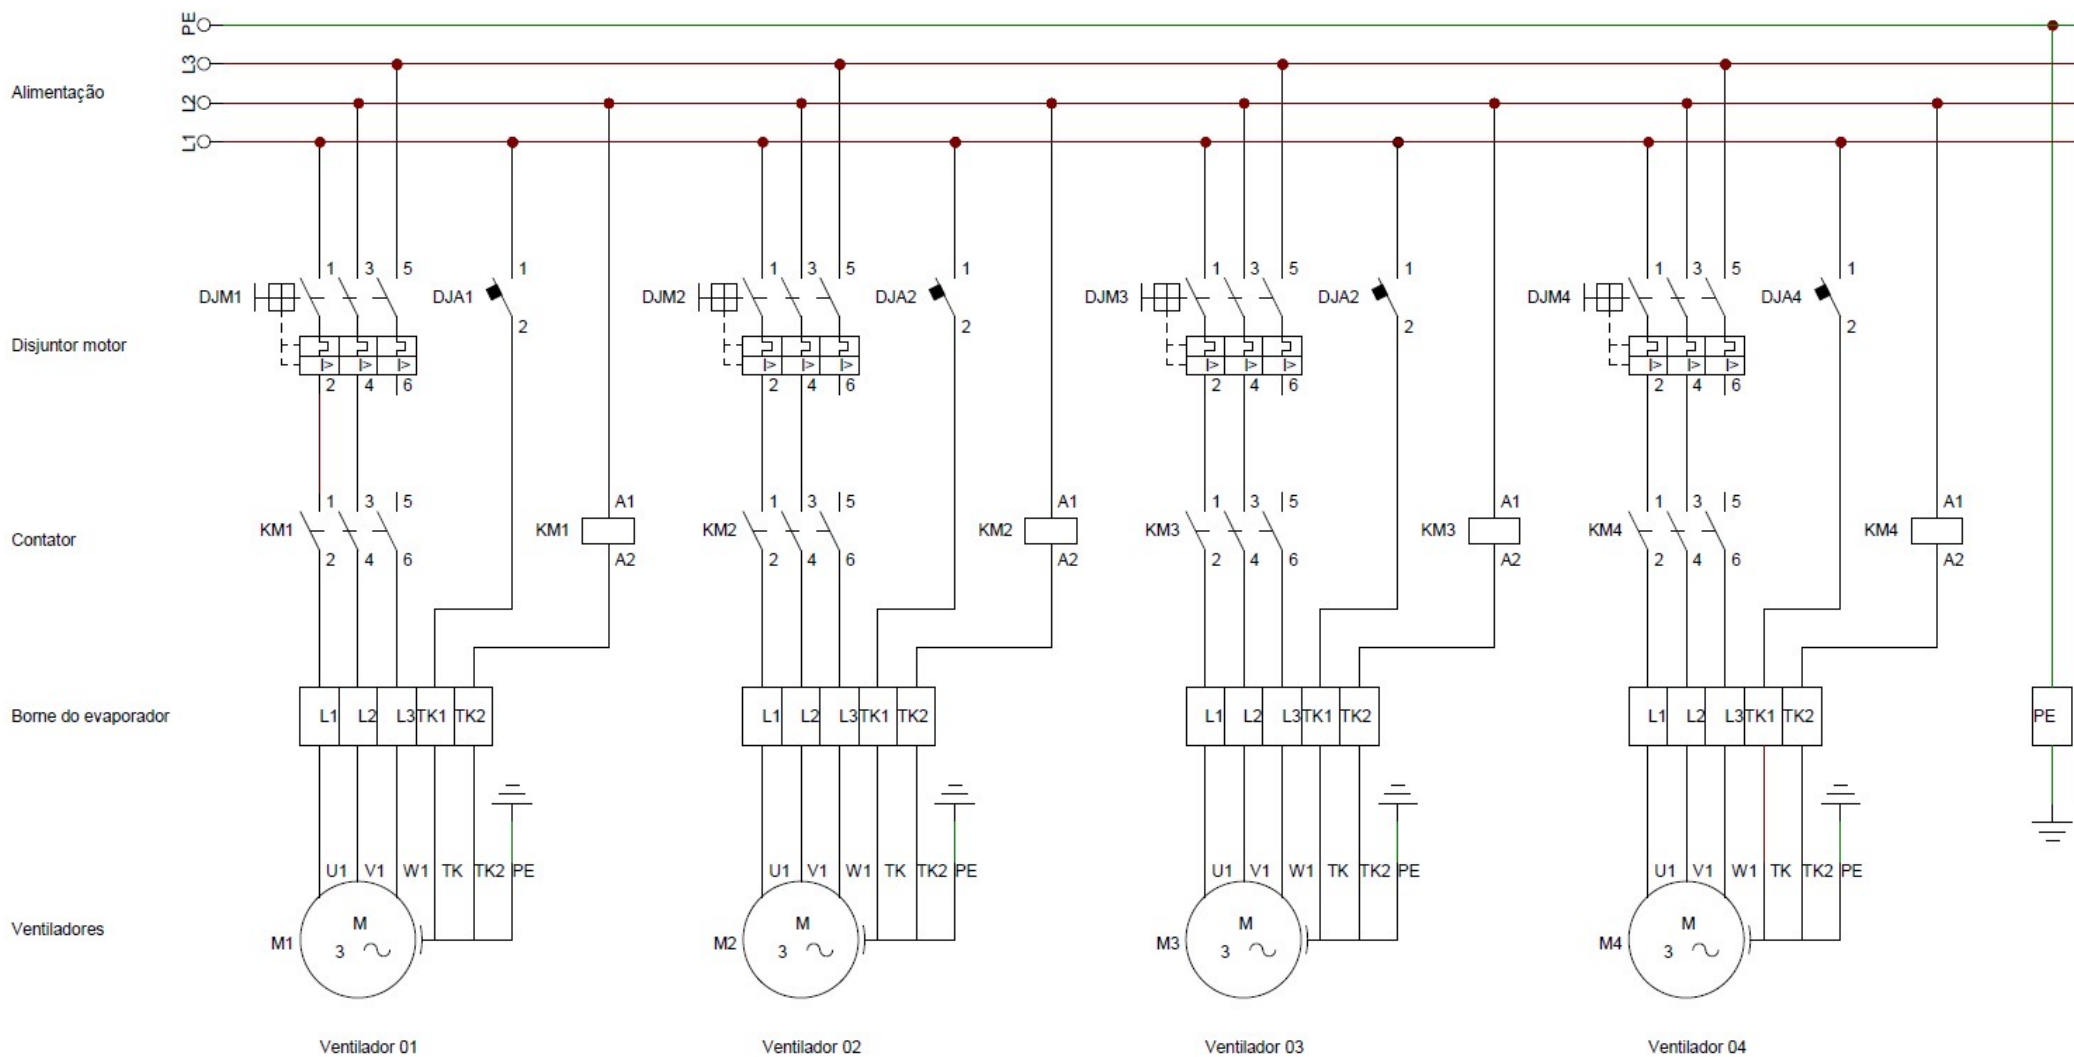 PE
L3
Alimentação
L2
L1
1 3 5 1 1 3 5 1 1 3 5 1 1 3 5 1
DJM1 DJA1 DJM2 DJA2 DJM3 DJA2 DJM4 DJA4
2 2 2 2
Disjuntor motor
I> I> I> I> I> I> I> I> I> I> I> I>
2 4 6 2 4 6 2 4 6 2 4 6
1 3 5 A1 1 3 5 A1 1 3 5 A1 1 3 5 A1
Contator KM1 KM1 KM2 KM2 KM3 KM3 KM4 KM4
2 4 6 A2 2 4 6 A2 2 4 6 A2 2 4 6 A2
Borne do evaporador L1 L2 L3 TK1 TK2 L1 L2 L3 TK1 TK2 L1 L2 L3 TK1 TK2 L1 L2 L3 TK1 TK2 PE
U1 V1 W1 TK TK2 PE U1 V1 W1 TK TK2 PE U1 V1 W1 TK TK2 PE U1 V1 W1 TK TK2 PE
M M M M
Ventiladores
M1 M2 M3 M4
3 3 3 3
Ventilador 01 Ventilador 02 Ventilador 03 Ventilador 04